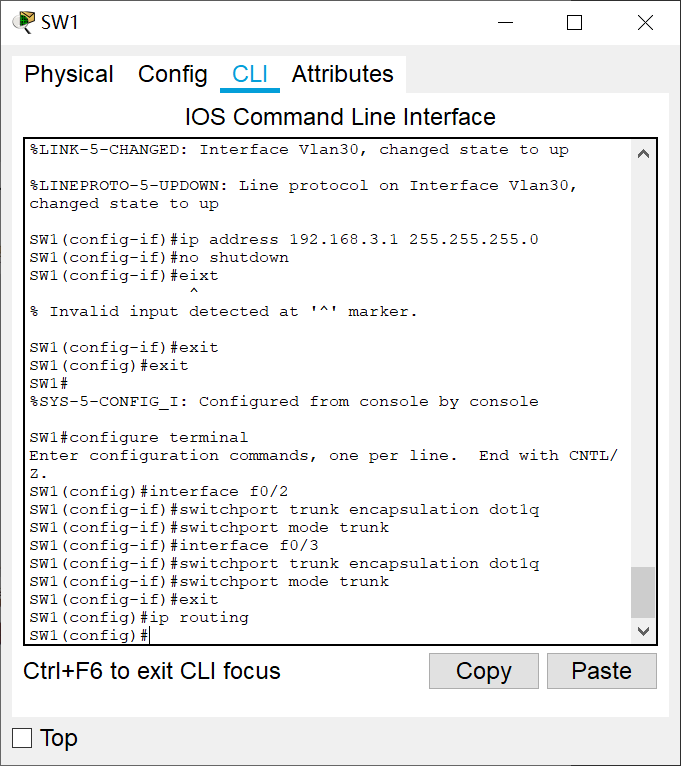 SW1
Physical Config CLI Attributes
IOS Command Line Interface
%LINK-5-CHANGED: Interface Vlan30, changed state to up
%LINEPROTO-5-UPDOWN: Line protocol on Interface Vlan30,
changed state to up
SW1(config-if)#ip address 192.168.3.1 255.255.255.0
SW1(config-if)#no shutdown
SW1(config-if)#eixt
^
% Invalid input detected at '^' marker.
SW1(config-if)#exit
SW1(config)#exit
SW1#
%SYS-5-CONFIG_I: Configured from console by console
SW1#configure terminal
Enter configuration commands, one per line.  End with CNTL/
Z.
SW1(config)#interface f0/2
SW1(config-if)#switchport trunk encapsulation dot1q
SW1(config-if)#switchport mode trunk
SW1(config-if)#interface f0/3
SW1(config-if)#switchport trunk encapsulation dot1q
SW1(config-if)#switchport mode trunk
SW1(config-if)#exit
SW1(config)#ip routing
SW1(config)#
Ctrl+F6 to exit CLI focus Copy Paste
Top